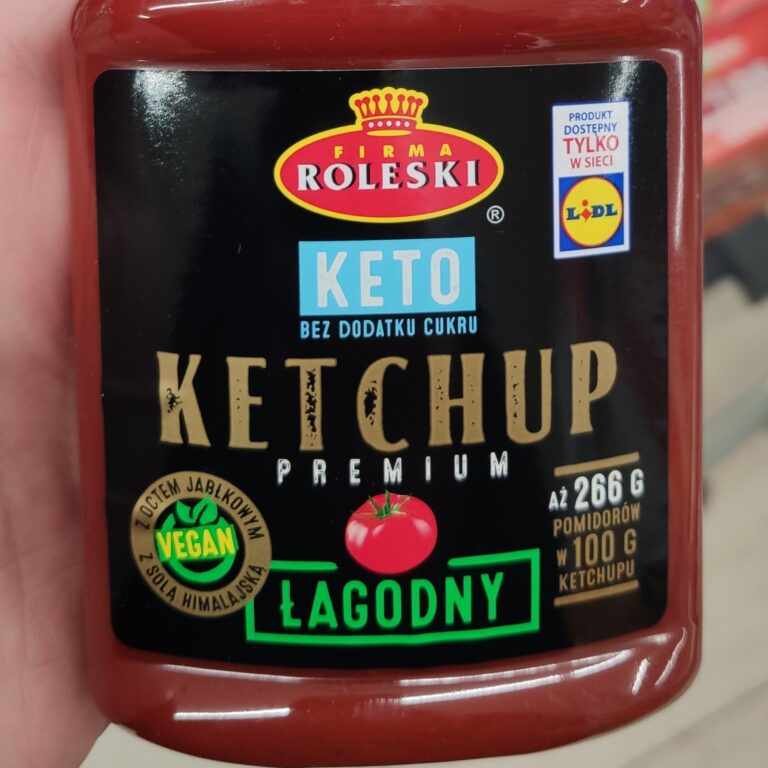 FIRMA
ROLESKI
®
PRODUKT
DOSTĘPNY
TYLKO
W SIECI
LIDL
KETO
BEZ DODATKU CUKRU
KETCHUP
PREMIUM
Z OCTEM JABŁKOWYM
VEGAN
Z SOLĄ HIMALAJSKĄ
AŻ 266 G
POMIDORÓW
W 100 G
KETCHUPU
ŁAGODNY